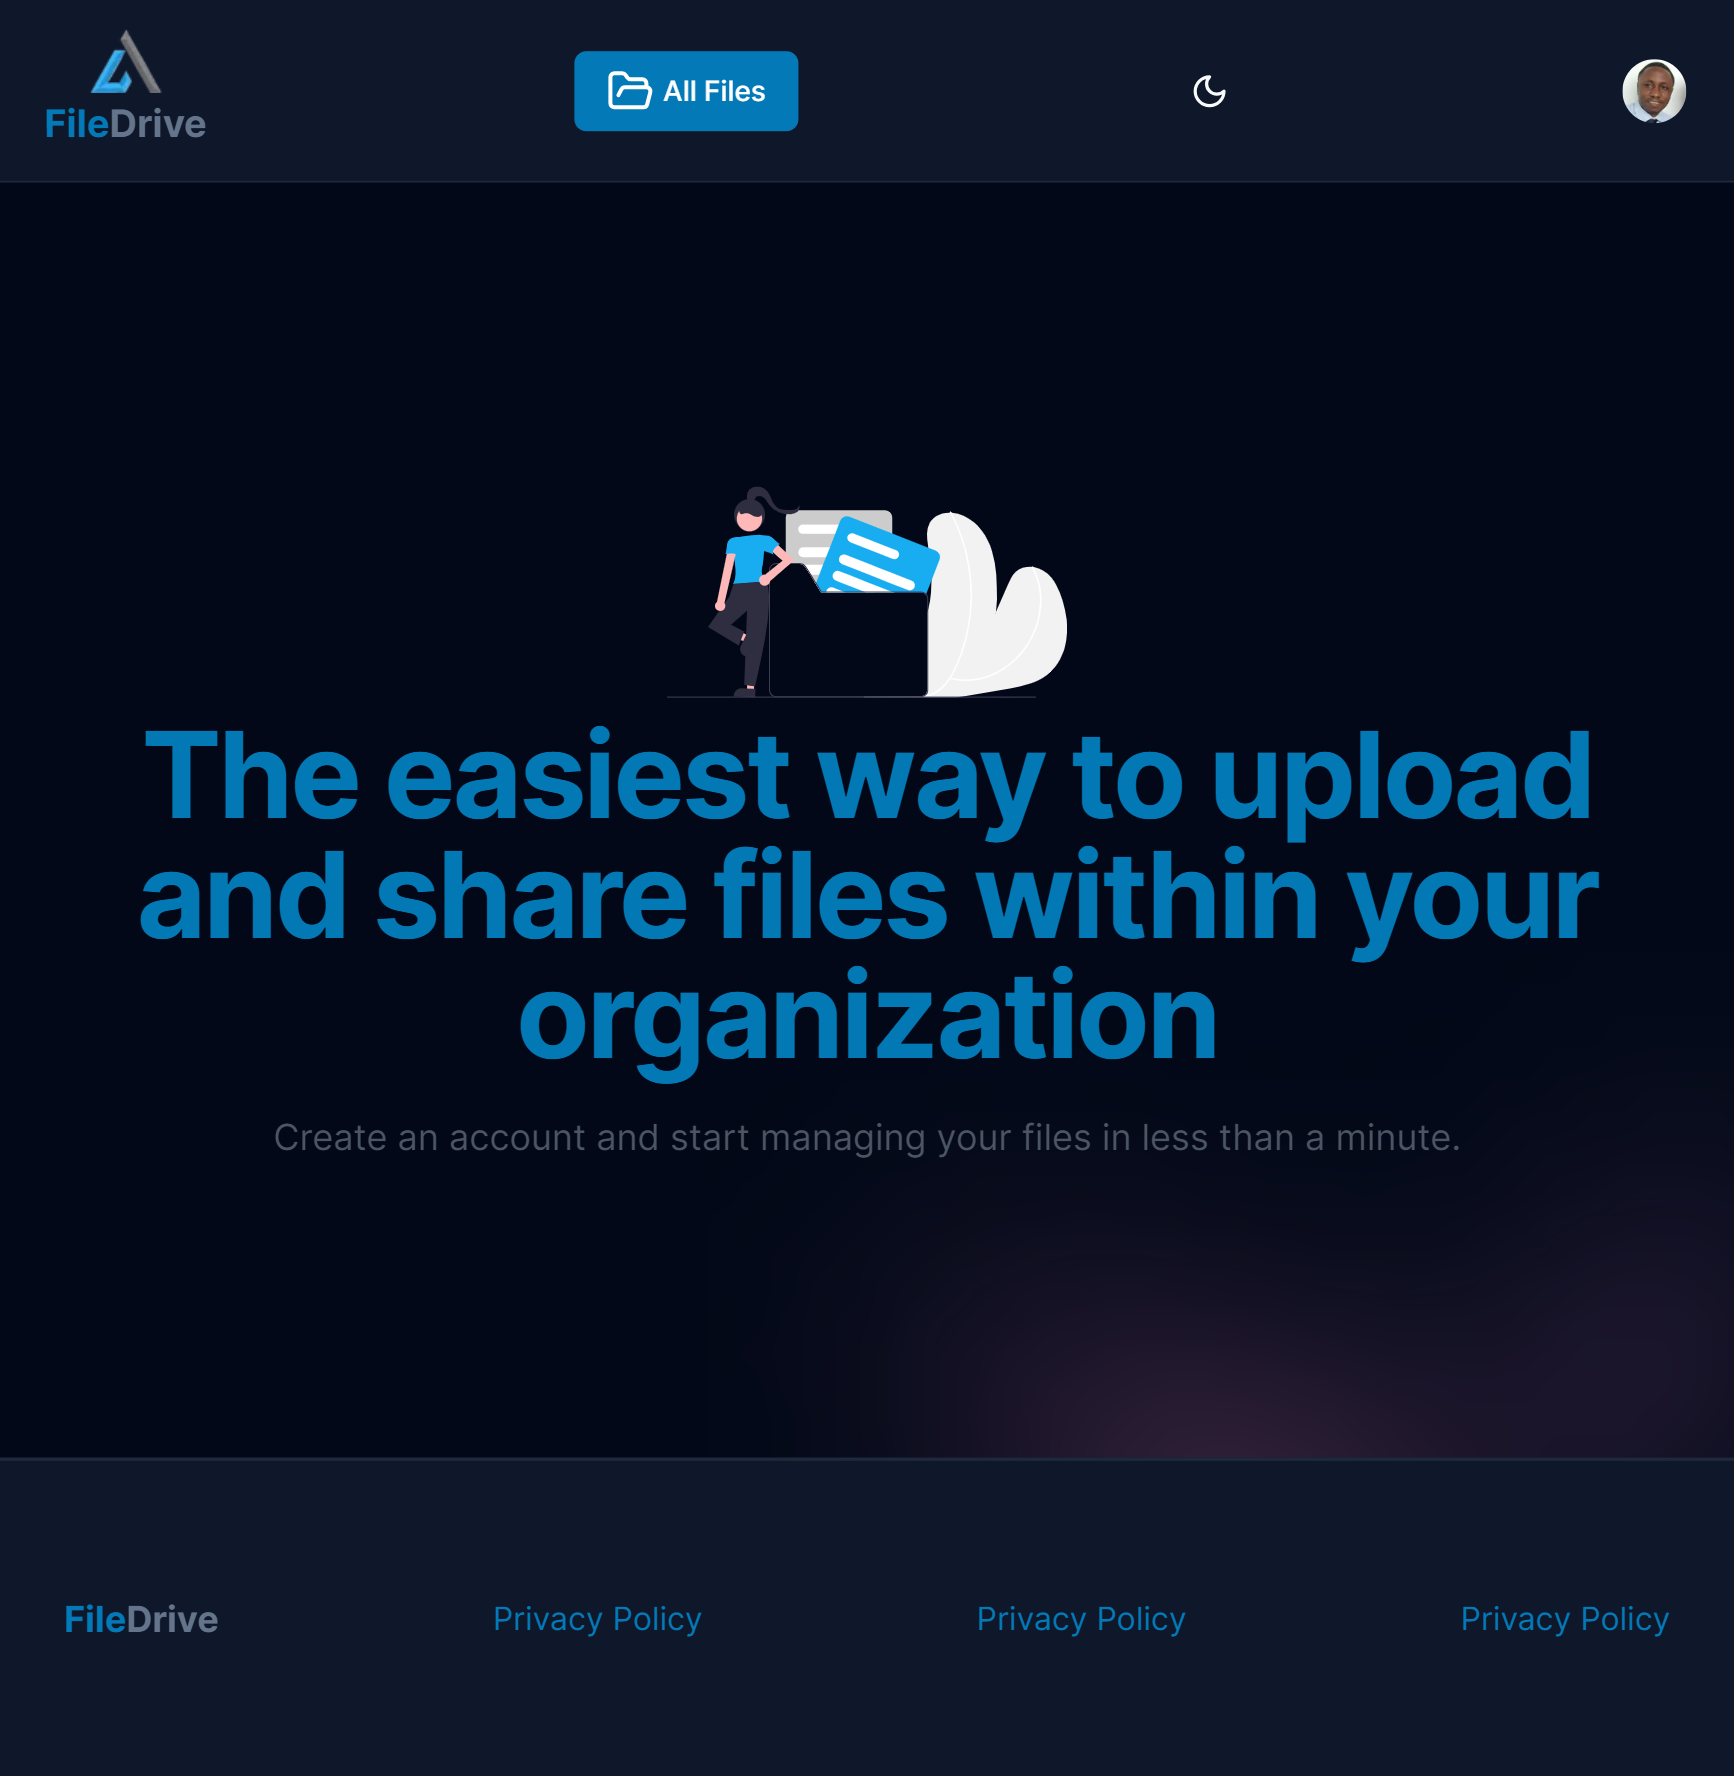 FileDrive
All Files
The easiest way to upload
and share files within your
organization
Create an account and start managing your files in less than a minute.
FileDrive
Privacy Policy
Privacy Policy
Privacy Policy